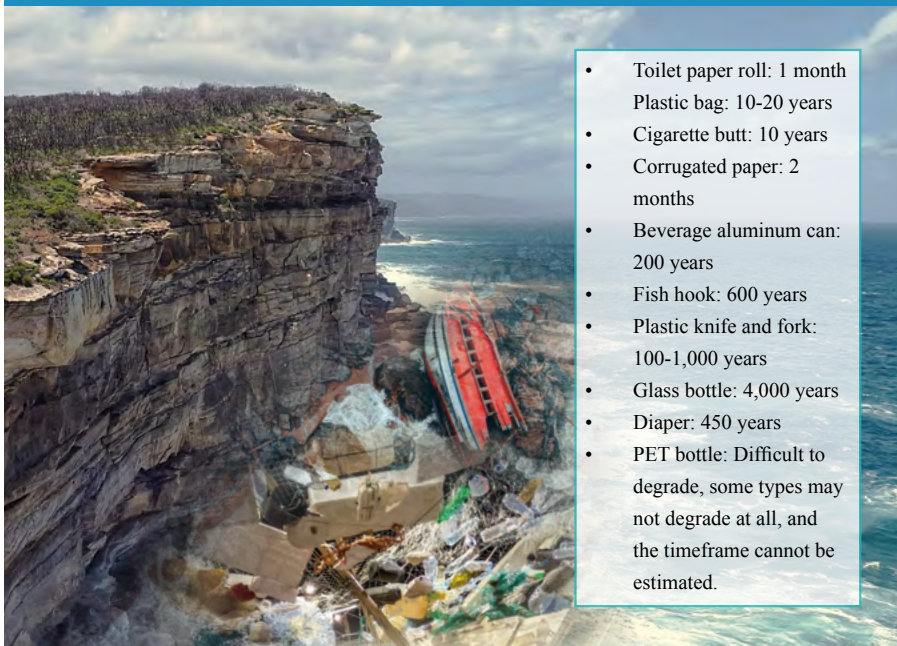 • Toilet paper roll: 1 month
Plastic bag: 10-20 years
• Cigarette butt: 10 years
• Corrugated paper: 2
months
• Beverage aluminum can:
200 years
• Fish hook: 600 years
• Plastic knife and fork:
100-1,000 years
• Glass bottle: 4,000 years
• Diaper: 450 years
• PET bottle: Difficult to
degrade, some types may
not degrade at all, and
the timeframe cannot be
estimated.